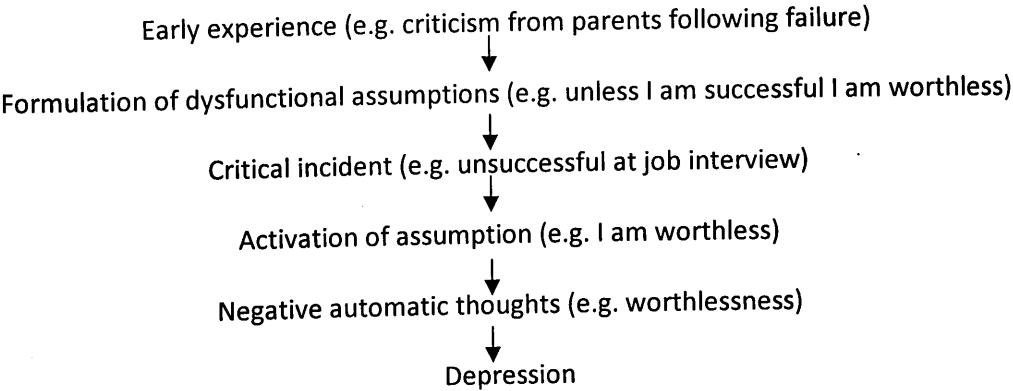 Early experience (e.g. criticism from parents following failure)
Formulation of dysfunctional assumptions (e.g. unless I am successful I am worthless)
Critical incident (e.g. unsuccessful at job interview)
Activation of assumption (e.g. I am worthless)
Negative automatic thoughts (e.g. worthlessness)
Depression